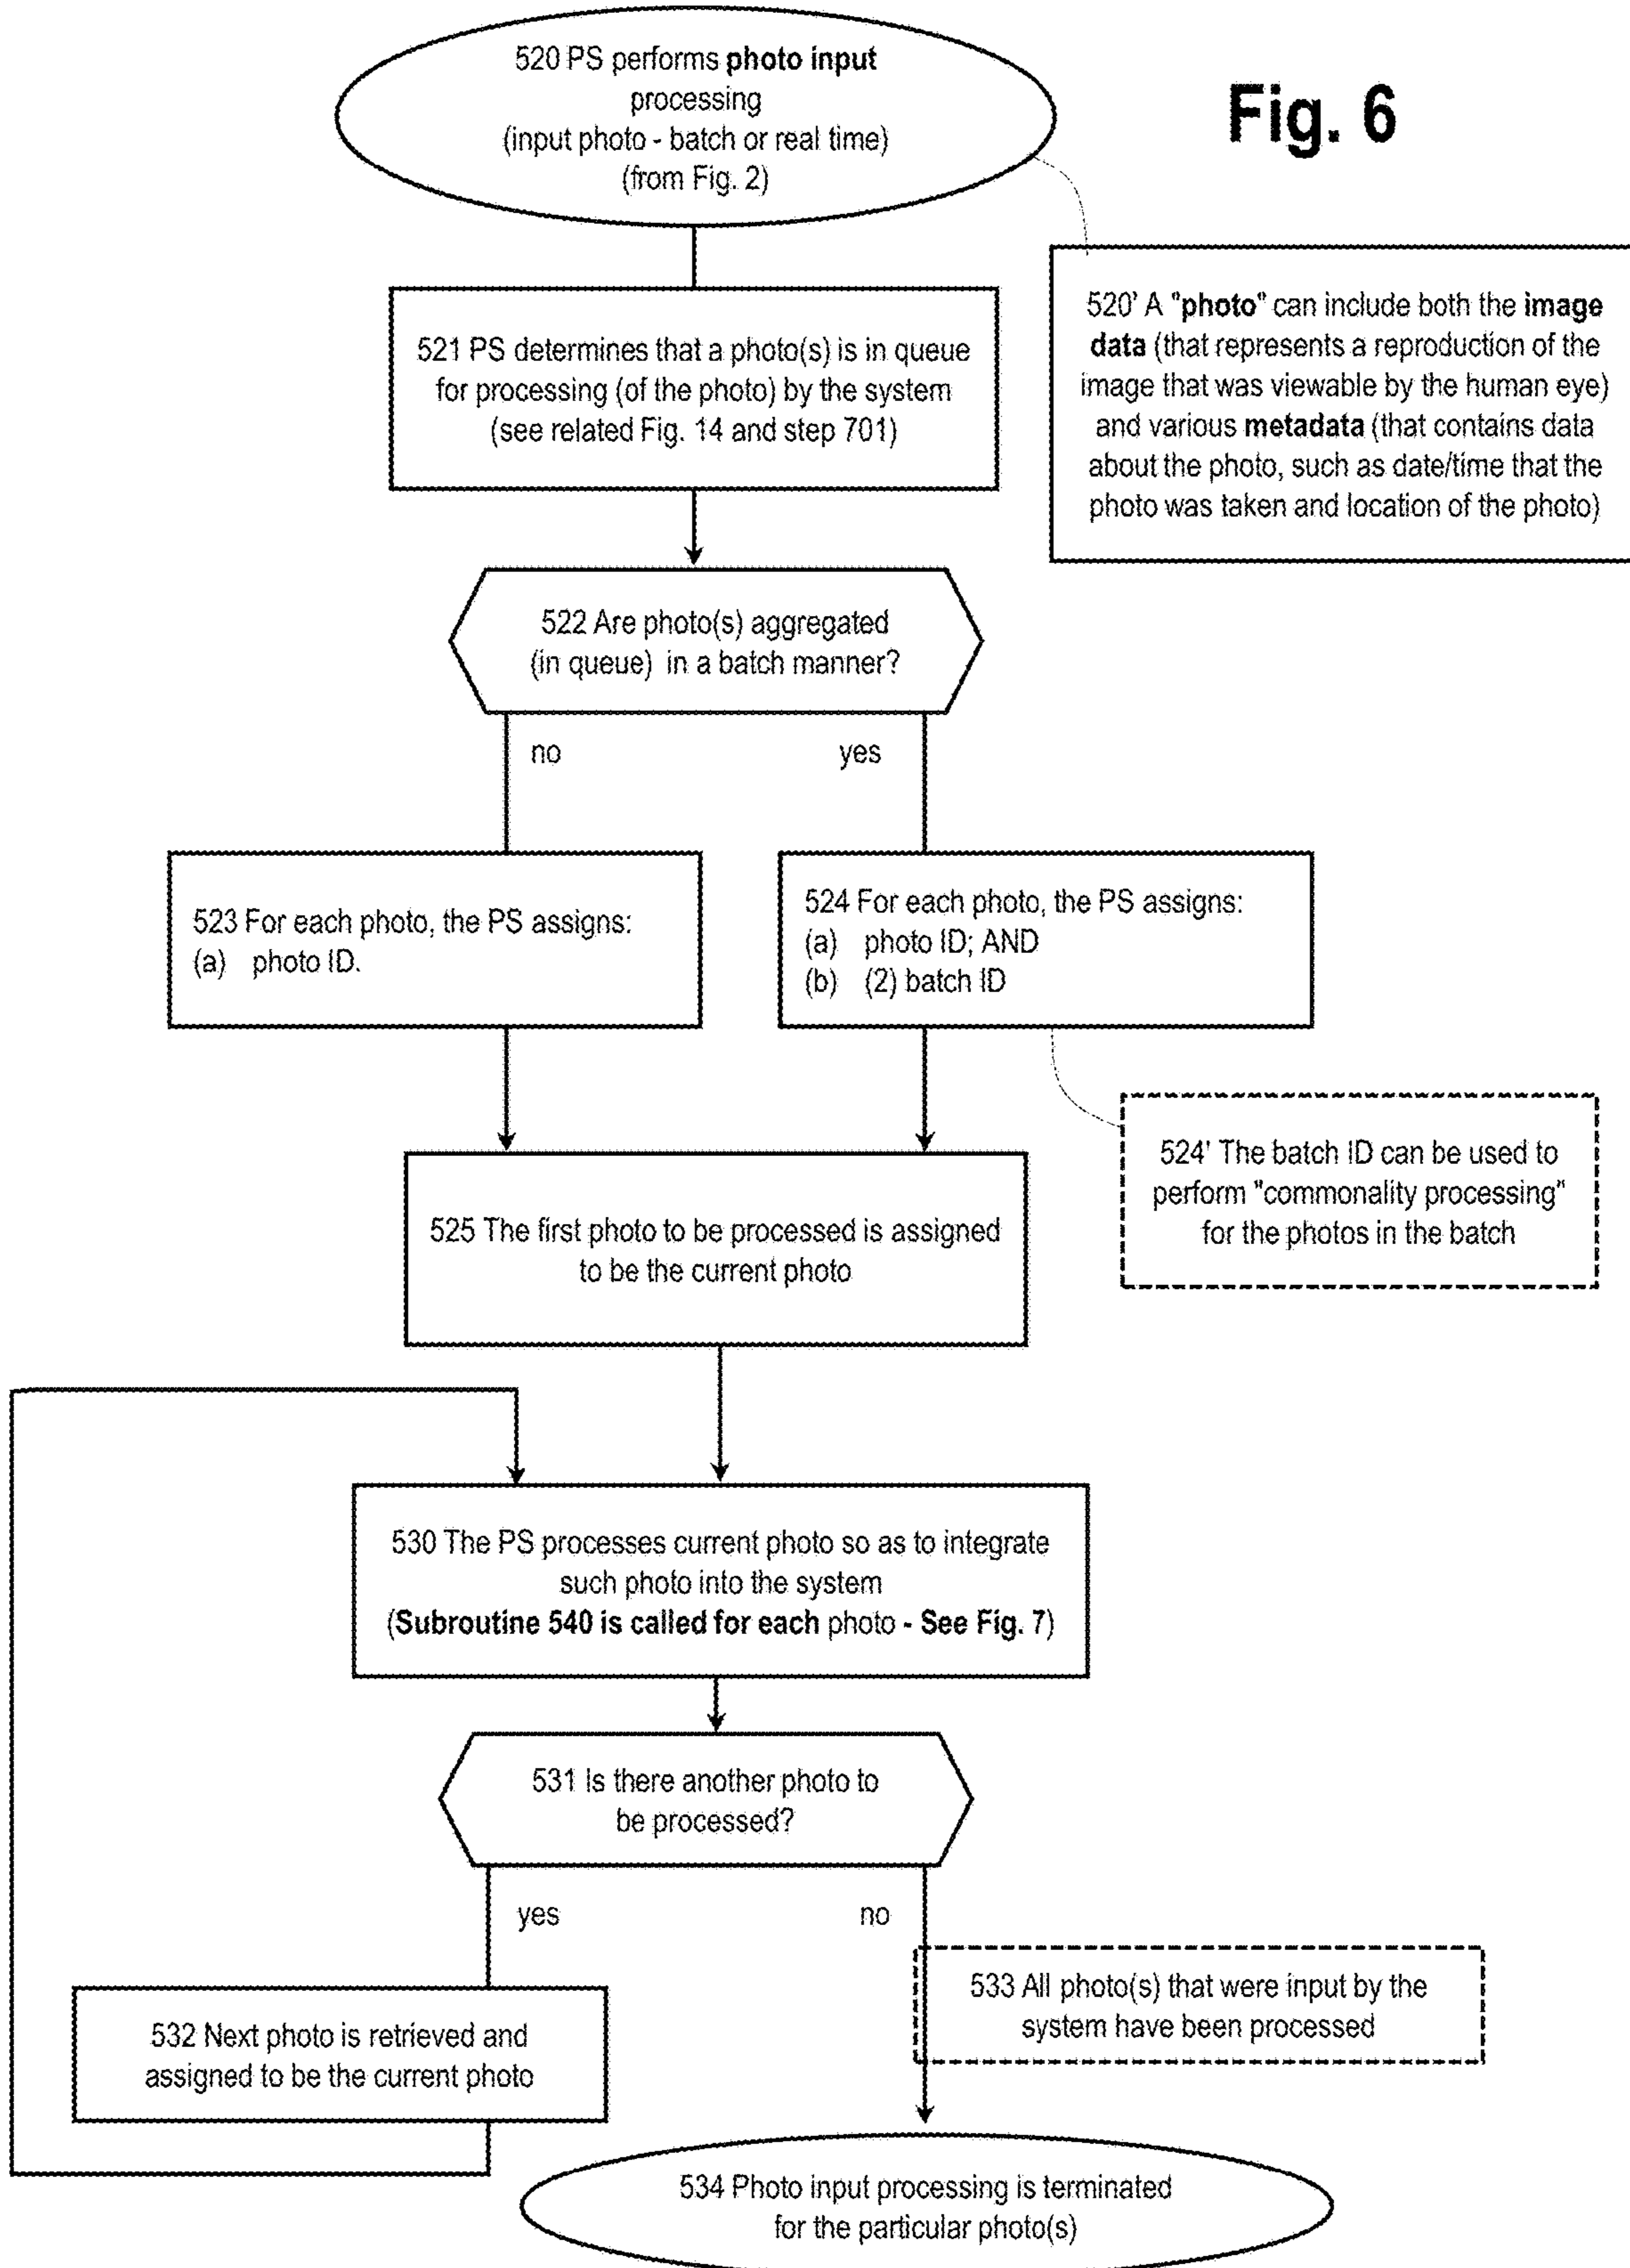 520 PS performs photo input
processing
(input photo - batch or real time)
(from Fig. 2)
Fig. 6
520' A "photo" can include both the image
data (that represents a reproduction of the
image that was viewable by the human eye)
and various metadata (that contains data
about the photo, such as date/time that the
photo was taken and location of the photo)
521 PS determines that a photo(s) is in queue
for processing (of the photo) by the system
(see related Fig. 14 and step 701)
522 Are photo(s) aggregated
(in queue) in a batch manner?
no
yes
523 For each photo, the PS assigns:
(a) photo ID.
524 For each photo, the PS assigns:
(a) photo ID; AND
(b) (2) batch ID
524' The batch ID can be used to
perform "commonality processing"
for the photos in the batch
525 The first photo to be processed is assigned
to be the current photo
530 The PS processes current photo so as to integrate
such photo into the system
(Subroutine 540 is called for each photo - See Fig. 7)
531 Is there another photo to
be processed?
yes
no
533 All photo(s) that were input by the
system have been processed
532 Next photo is retrieved and
assigned to be the current photo
534 Photo input processing is terminated
for the particular photo(s)